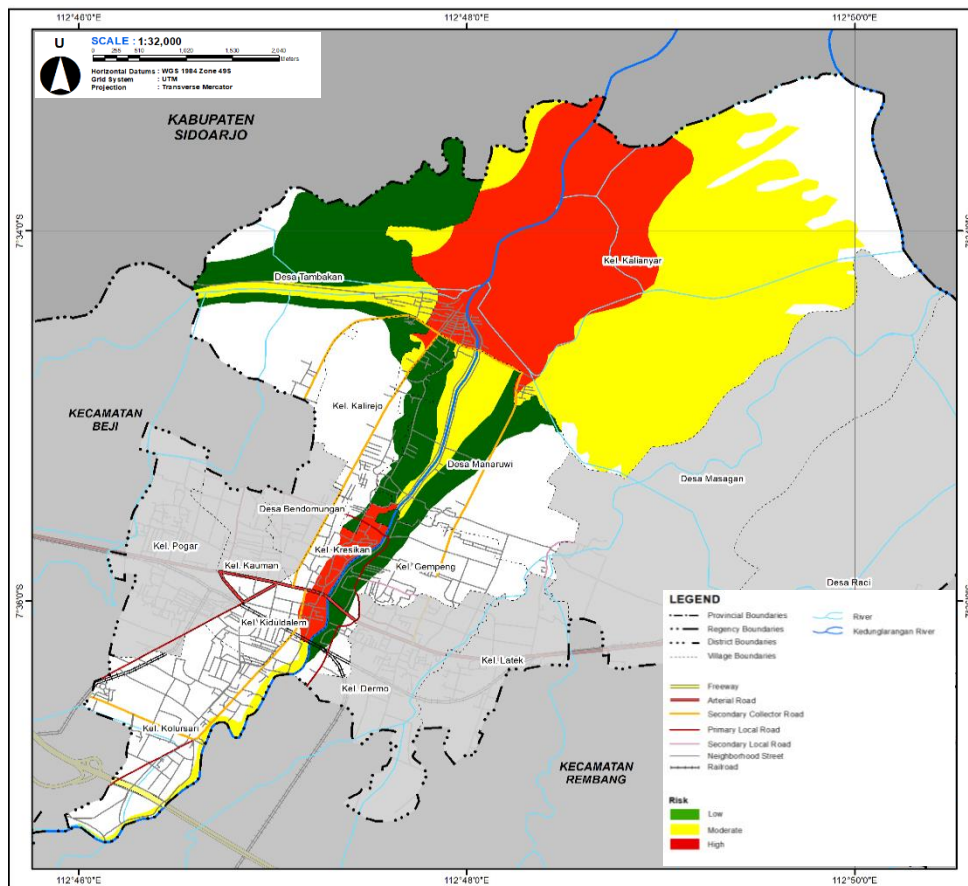 112°46'0"E
112°48'0"E
112°50'0"E
U
SCALE : 1:32,000
0 255 510 1,020 1,530 2,040
Meters
Horizontal Datums : WGS 1984 Zone 49S
Grid System : UTM
Projection : Transverse Mercator
KABUPATEN
SIDOARJO
7°34'0"S
Kel. Kalianyar
Desa Tambakan
KECAMATAN
BEJI
Kel. Kalirejo
Desa Manaruwi
Desa Masagan
Desa Bendomungan
Kel. Pogar
Kel. Kresikan
Kel. Kauman
Kel. Gempeng
Desa Raci
7°36'0"S
Kel. Kiduldalem
Kel. Latek
Kel. Dermo
Kel. Kolursari
KECAMATAN
REMBANG
LEGEND
Provincial Boundaries
Regency Boundaries
District Boundaries
Village Boundaries
River
Kedunglarangan River
Freeway
Arterial Road
Secondary Collector Road
Primary Local Road
Secondary Local Road
Neighborhood Street
Railroad
Risk
Low
Moderate
High
112°46'0"E
112°48'0"E
112°50'0"E